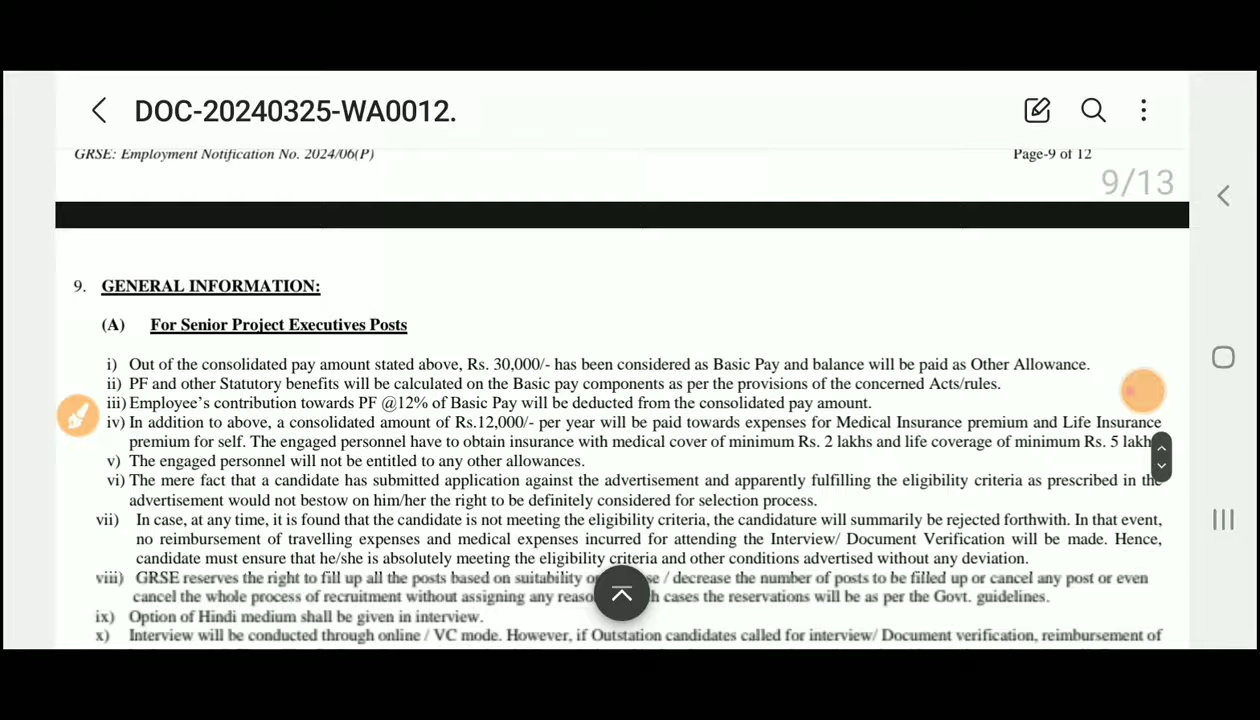 DOC-20240325-WA0012.
GRSE: Employment Notification No. 2024/06(P) Page-9 of 12
9/13
9. GENERAL INFORMATION:
(A) For Senior Project Executives Posts
i) Out of the consolidated pay amount stated above, Rs. 30,000/- has been considered as Basic Pay and balance will be paid as Other Allowance.
ii) PF and other Statutory benefits will be calculated on the Basic pay components as per the provisions of the concerned Acts/rules.
iii) Employee's contribution towards PF @12% of Basic Pay will be deducted from the consolidated pay amount.
iv) In addition to above, a consolidated amount of Rs.12,000/- per year will be paid towards expenses for Medical Insurance premium and Life Insurance
premium for self. The engaged personnel have to obtain insurance with medical cover of minimum Rs. 2 lakhs and life coverage of minimum Rs. 5 lakh
v) The engaged personnel will not be entitled to any other allowances.
vi) The mere fact that a candidate has submitted application against the advertisement and apparently fulfilling the eligibility criteria as prescribed in the
advertisement would not bestow on him/her the right to be definitely considered for selection process.
vii) In case, at any time, it is found that the candidate is not meeting the eligibility criteria, the candidature will summarily be rejected forthwith. In that event,
no reimbursement of travelling expenses and medical expenses incurred for attending the Interview/ Document Verification will be made. Hence,
candidate must ensure that he/she is absolutely meeting the eligibility criteria and other conditions advertised without any deviation.
viii) GRSE reserves the right to fill up all the posts based on suitability / decrease the number of posts to be filled up or cancel any post or even
cancel the whole process of recruitment without assigning any cases the reservations will be as per the Govt. guidelines.
ix) Option of Hindi medium shall be given in interview.
x) Interview will be conducted through online / VC mode. However, if Outstation candidates called for interview/ Document verification, reimbursement of